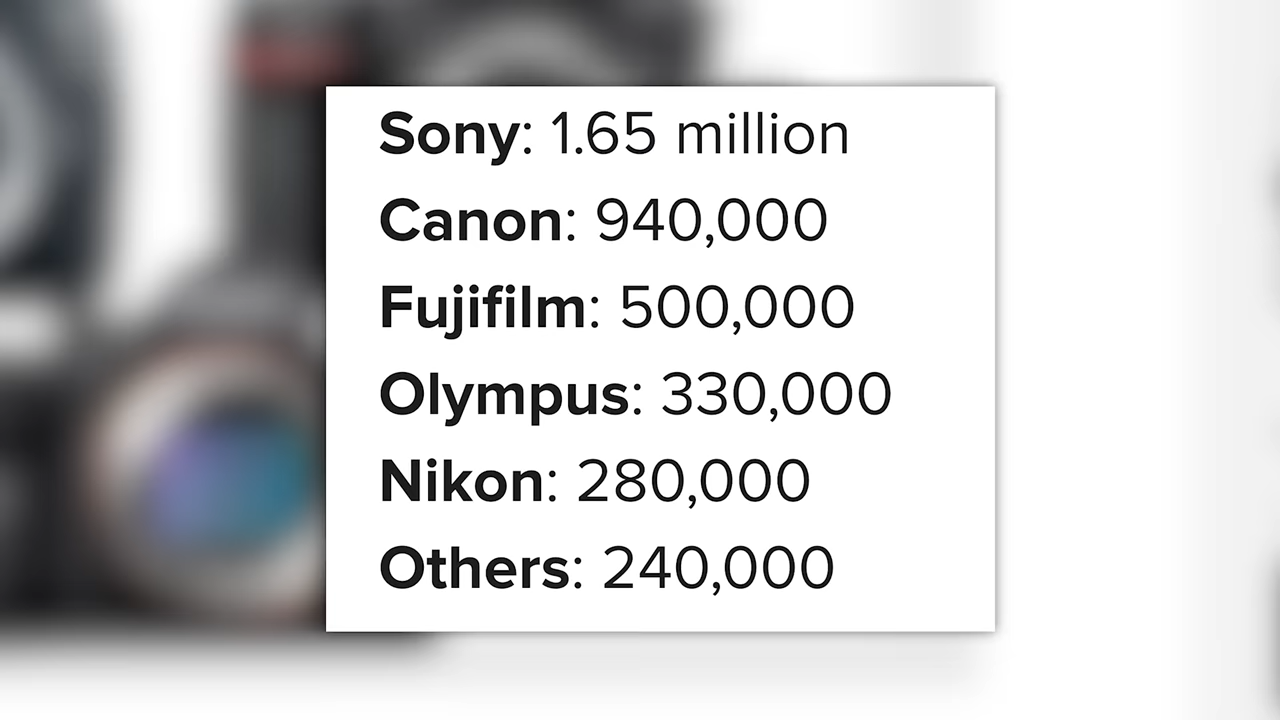 Sony: 1.65 million
Canon: 940,000
Fujifilm: 500,000
Olympus: 330,000
Nikon: 280,000
Others: 240,000